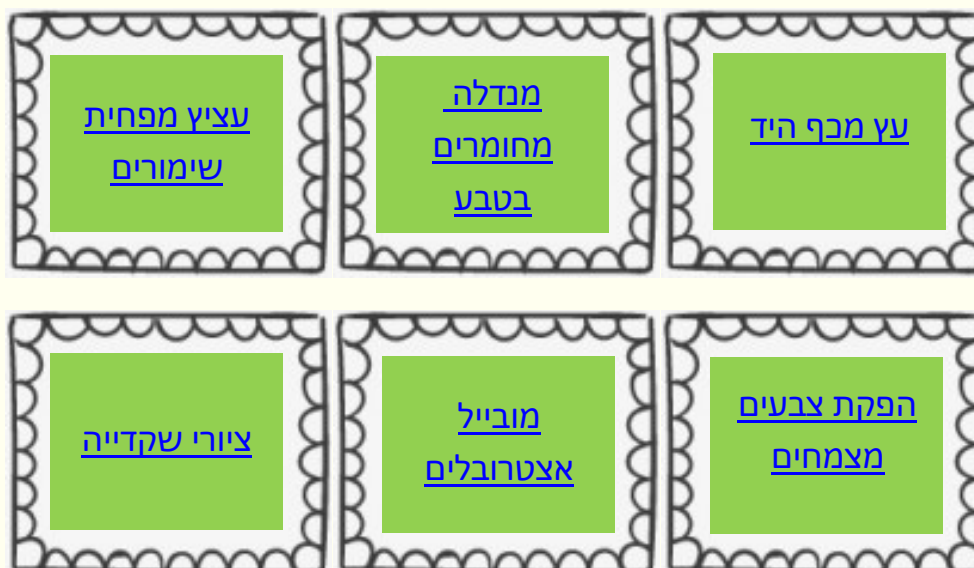 עץ מכף היד
מנדלה
מחומרים
בטבע
עציץ מפחית
שימורים
הפקת צבעים
מצמחים
מובייל
אצטרובלים
ציורי שקדייה